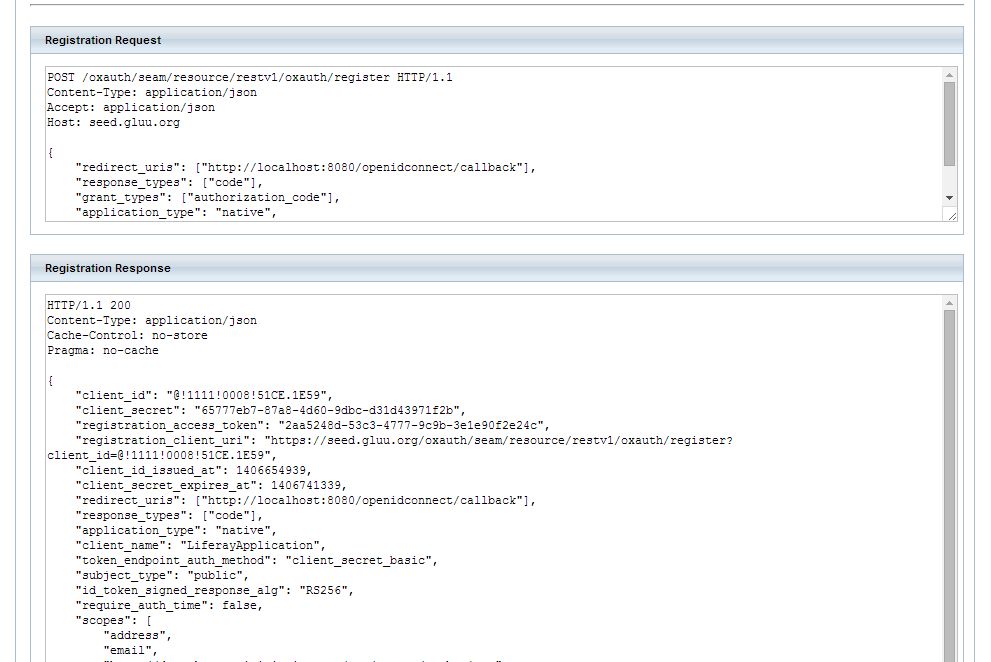 Registration Request
POST /oxauth/seam/resource/restv1/oxauth/register HTTP/1.1
Content-Type: application/json
Accept: application/json
Host: seed.gluu.org
{
"redirect_uris": ["http://localhost:8080/openidconnect/callback"],
"response_types": ["code"],
"grant_types": ["authorization_code"],
"application_type": "native",
Registration Response
HTTP/1.1 200
Content-Type: application/json
Cache-Control: no-store
Pragma: no-cache
{
"client_id": "@!1111!0008!51CE.1E59",
"client_secret": "65777eb7-87a8-4d60-9dbc-d31d43971f2b",
"registration_access_token": "2aa5248d-53c3-4777-9c9b-3e1e90f2e24c",
"registration_client_uri": "https://seed.gluu.org/oxauth/seam/resource/restv1/oxauth/register?
client_id=@!1111!0008!51CE.1E59",
"client_id_issued_at": 1406654939,
"client_secret_expires_at": 1406741339,
"redirect_uris": ["http://localhost:8080/openidconnect/callback"],
"response_types": ["code"],
"application_type": "native",
"client_name": "LiferayApplication",
"token_endpoint_auth_method": "client_secret_basic",
"subject_type": "public",
"id_token_signed_response_alg": "RS256",
"require_auth_time": false,
"scopes": [
"address",
"email",